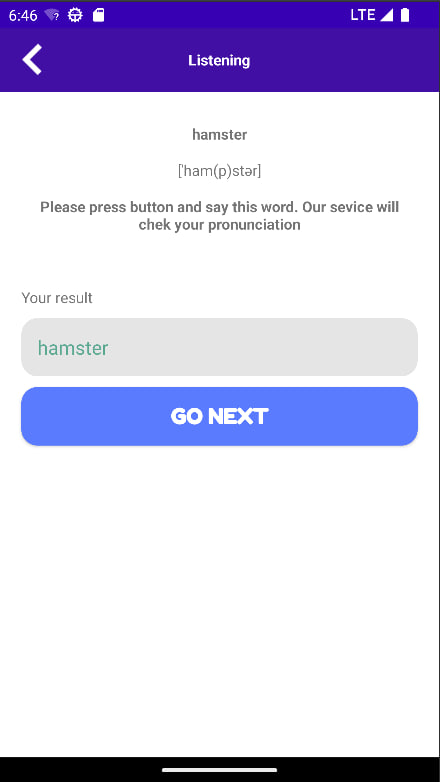 6:46 LTE
Listening
hamster
['ham(p)stər]
Please press button and say this word. Our sevice will
chek your pronunciation
Your result
hamster
GO NEXT